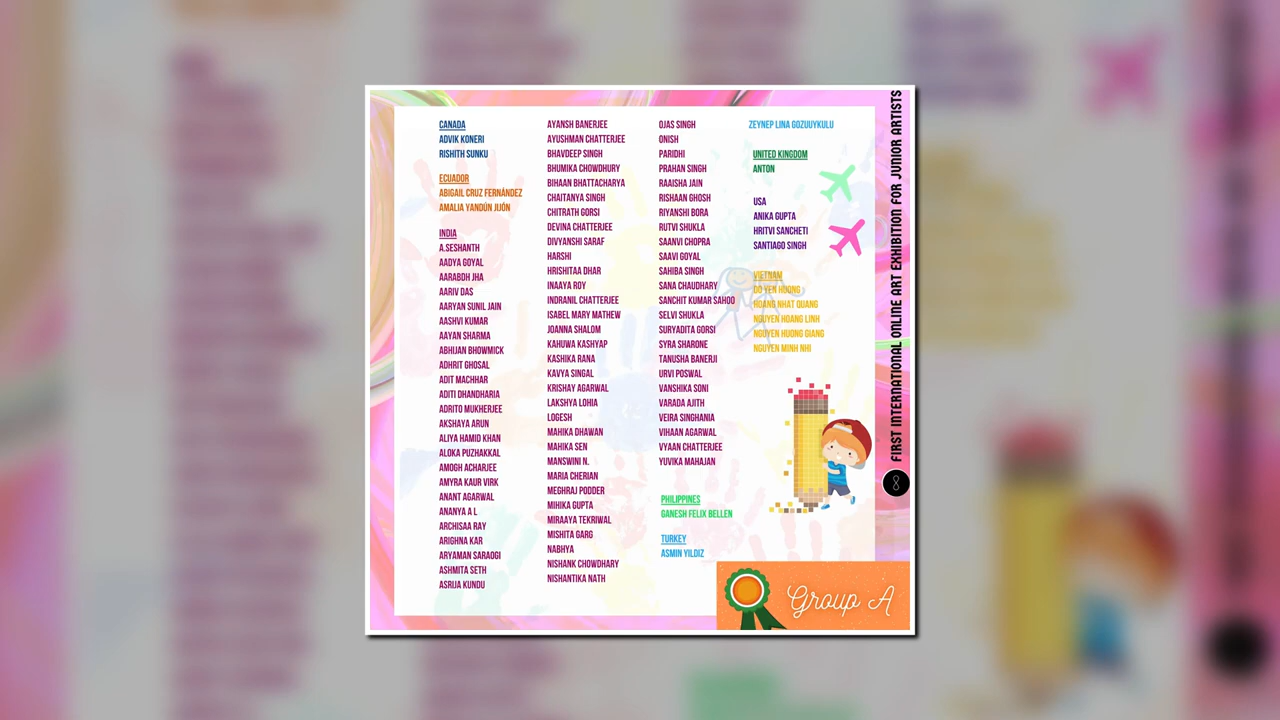 CANADA
ADVIK KONERI
RISHITH SUNKU
ECUADOR
ABIGAIL CRUZ FERNÁNDEZ
AMALIA YANDÚN JIJÓN
INDIA
A.SESHANTH
AADYA GOYAL
AARABDH JHA
AARIV DAS
AARYAN SUNIL JAIN
AASHVI KUMAR
AAYAN SHARMA
ABHIJAN BHOWMICK
ADHRIT GHOSAL
ADIT MACHHAR
ADITI DHANDHARIA
ADRITO MUKHERJEE
AKSHAYA ARUN
ALIYA HAMID KHAN
ALOKA PUZHAKKAL
AMOGH ACHARJEE
AMYRA KAUR VIRK
ANANT AGARWAL
ANANYA A L
ARCHISAA RAY
ARIGHNA KAR
ARYAMAN SARAOGI
ASHMITA SETH
ASRIJA KUNDU
AYANSH BANERJEE
AYUSHMAN CHATTERJEE
BHAVDEEP SINGH
BHUMIKA CHOWDHURY
BIHAAN BHATTACHARYA
CHAITANYA SINGH
CHITRATH GORSI
DEVINA CHATTERJEE
DIVYANSHI SARAF
HARSHI
HRISHITAA DHAR
INAAYA ROY
INDRANIL CHATTERJEE
ISABEL MARY MATHEW
JOANNA SHALOM
KAHUWA KASHYAP
KASHIKA RANA
KAVYA SINGAL
KRISHAY AGARWAL
LAKSHYA LOHIA
LOGESH
MAHIKA DHAWAN
MAHIKA SEN
MANSWINI N.
MARIA CHERIAN
MEGHRAJ PODDER
MIHIKA GUPTA
MIRAAYA TEKRIWAL
MISHITA GARG
NABHYA
NISHANK CHOWDHARY
NISHANTIKA NATH
OJAS SINGH
ONISH
PARIDHI
PRAHAN SINGH
RAAISHA JAIN
RISHAAN GHOSH
RIYANSHI BORA
RUTVI SHUKLA
SAANVI CHOPRA
SAAVI GOYAL
SAHIBA SINGH
SANA CHAUDHARY
SANCHIT KUMAR SAHOO
SELVI SHUKLA
SURYADITA GORSI
SYRA SHARONE
TANUSHA BANERJI
URVI POSWAL
VANSHIKA SONI
VARADA AJITH
VEIRA SINGHANIA
VIHAAN AGARWAL
VYAAN CHATTERJEE
YUVIKA MAHAJAN
PHILIPPINES
GANESH FELIX BELLEN
TURKEY
ASMIN YILDIZ
ZEYNEP LINA GOZUUYKULU
UNITED KINGDOM
ANTON
USA
ANIKA GUPTA
HRITVI SANCHETI
SANTIAGO SINGH
VIETNAM
DO YEN HUONG
HOANG NHAT QUANG
NGUYEN HOANG LINH
NGUYEN HUONG GIANG
NGUYEN MINH NHI
FIRST INTERNATIONAL ONLINE ART EXHIBITION FOR JUNIOR ARTISTS
8
Group A